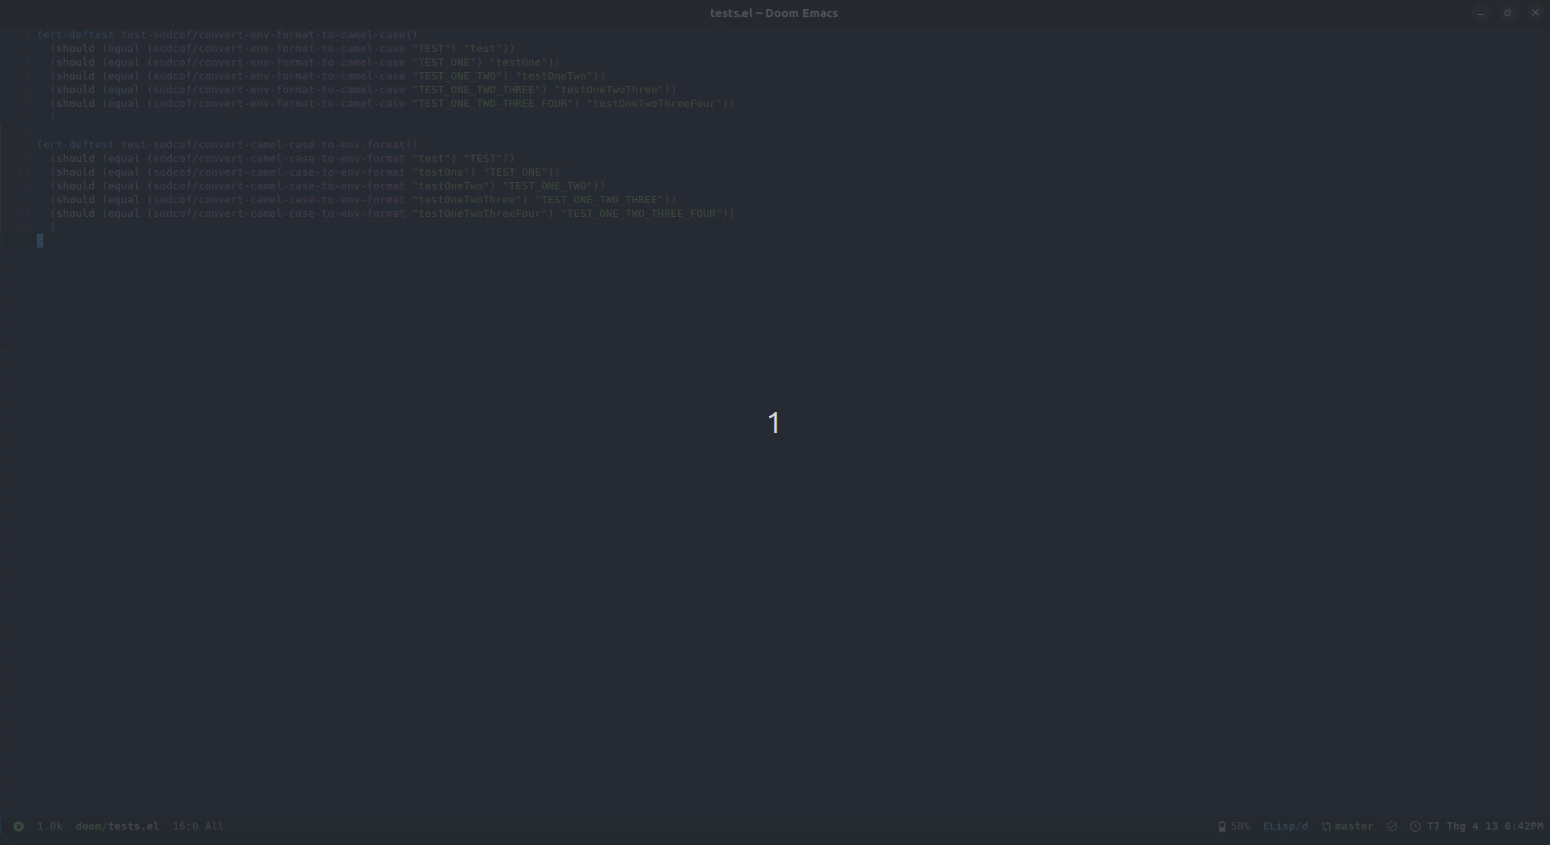 tests.el – Doom Emacs
(ert-deftest test-sodcof/convert-env-format-to-camel-case()
(should (equal (sodcof/convert-env-format-to-camel-case "TEST") "test"))
(should (equal (sodcof/convert-env-format-to-camel-case "TEST_ONE") "testOne"))
(should (equal (sodcof/convert-env-format-to-camel-case "TEST_ONE_TWO") "testOneTwo"))
(should (equal (sodcof/convert-env-format-to-camel-case "TEST_ONE_TWO_THREE") "testOneTwoThree"))
(should (equal (sodcof/convert-env-format-to-camel-case "TEST_ONE_TWO_THREE_FOUR") "testOneTwoThreeFour"))
)
(ert-deftest test-sodcof/convert-camel-case-to-env-format()
(should (equal (sodcof/convert-camel-case-to-env-format "test") "TEST"))
(should (equal (sodcof/convert-camel-case-to-env-format "testOne") "TEST_ONE"))
(should (equal (sodcof/convert-camel-case-to-env-format "testOneTwo") "TEST_ONE_TWO"))
(should (equal (sodcof/convert-camel-case-to-env-format "testOneTwoThree") "TEST_ONE_TWO_THREE"))
(should (equal (sodcof/convert-camel-case-to-env-format "testOneTwoThreeFour") "TEST_ONE_TWO_THREE_FOUR"))
)
1
1.0k doom/tests.el 16:0 All
50% ELisp/d master T7 Thg 4 13 6:42PM